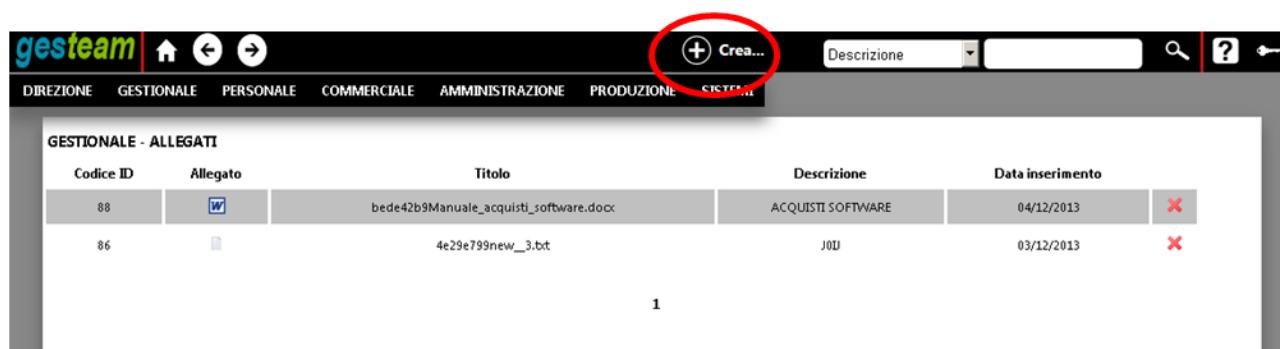 gesteam Crea... Descrizione ?
DIREZIONE GESTIONALE PERSONALE COMMERCIALE AMMINISTRAZIONE PRODUZIONE SISTEMI
GESTIONALE - ALLEGATI
Codice ID Allegato Titolo Descrizione Data inserimento
88 W bede42b9Manuale_acquisti_software.docx ACQUISTI SOFTWARE 04/12/2013
86 4e29e799new__3.txt 03/12/2013
1